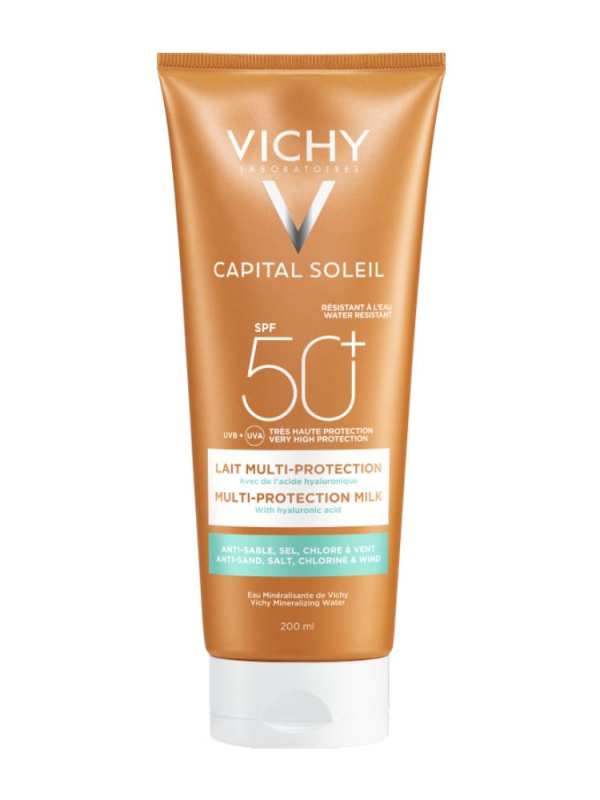 VICHY
LABORATOIRES
CAPITAL SOLEIL
RÉSISTANT À L'EAU
WATER RESISTANT
SPF
50+
UVB + UVA
TRÈS HAUTE PROTECTION
VERY HIGH PROTECTION
LAIT MULTI-PROTECTION
Avec de l'acide hyaluronique
MULTI-PROTECTION MILK
With hyaluronic acid
ANTI-SABLE, SEL, CHLORE & VENT
ANTI-SAND, SALT, CHLORINE & WIND
Eau Minéralisante de Vichy
Vichy Mineralizing Water
200 ml